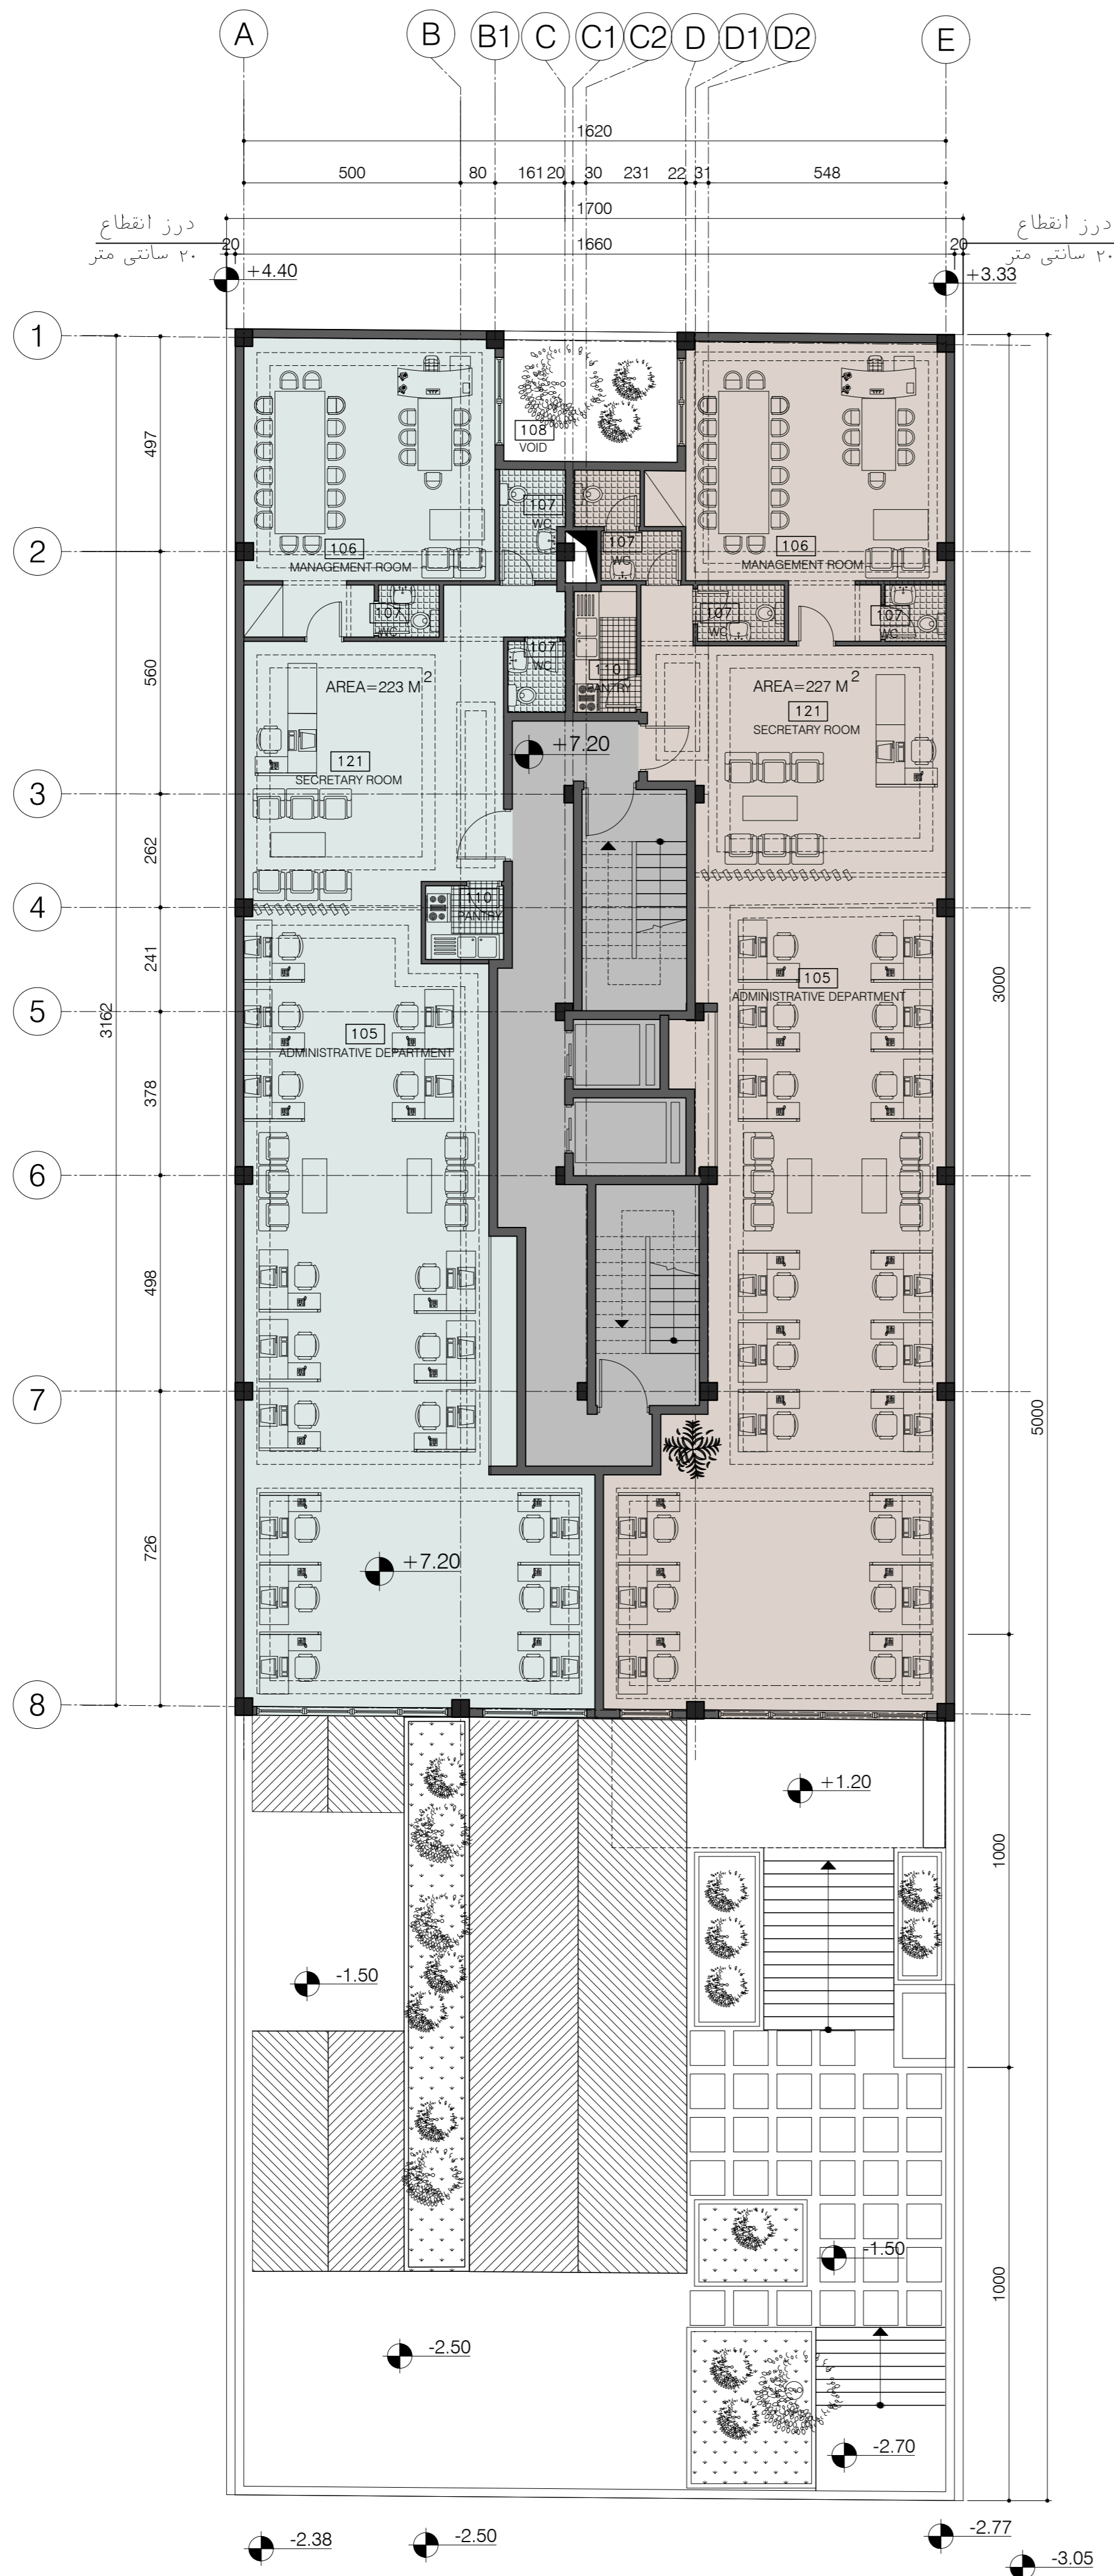 A B B1 C C1 C2 D D1 D2 E
1620
500 80 161 20 30 231 22 31 548
1700
درز انقطاع
۲۰ سانتی متر
درز انقطاع
۲۰ سانتی متر
20 1660 20
+4.40
+3.33
1
497
108
VOID
107
WC
107
WC
106
MANAGEMENT ROOM
106
MANAGEMENT ROOM
2
107
WC
107
WC
107
WC
107
WC
560
110
PANTRY
AREA=223 M2
AREA=227 M2
121
SECRETARY ROOM
121
SECRETARY ROOM
+7.20
3
262
110
PANTRY
4
241
105
ADMINISTRATIVE DEPARTMENT
3000
5
3162
105
ADMINISTRATIVE DEPARTMENT
378
6
498
7
5000
726
+7.20
8
+1.20
1000
-1.50
-1.50
1000
-2.50
-2.70
-2.38
-2.50
-2.77
-3.05